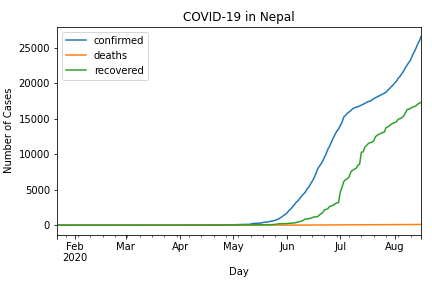 COVID-19 in Nepal
confirmed
deaths
recovered
Number of Cases
25000
20000
15000
10000
5000
0
Feb Mar Apr May Jun Jul Aug
2020
Day